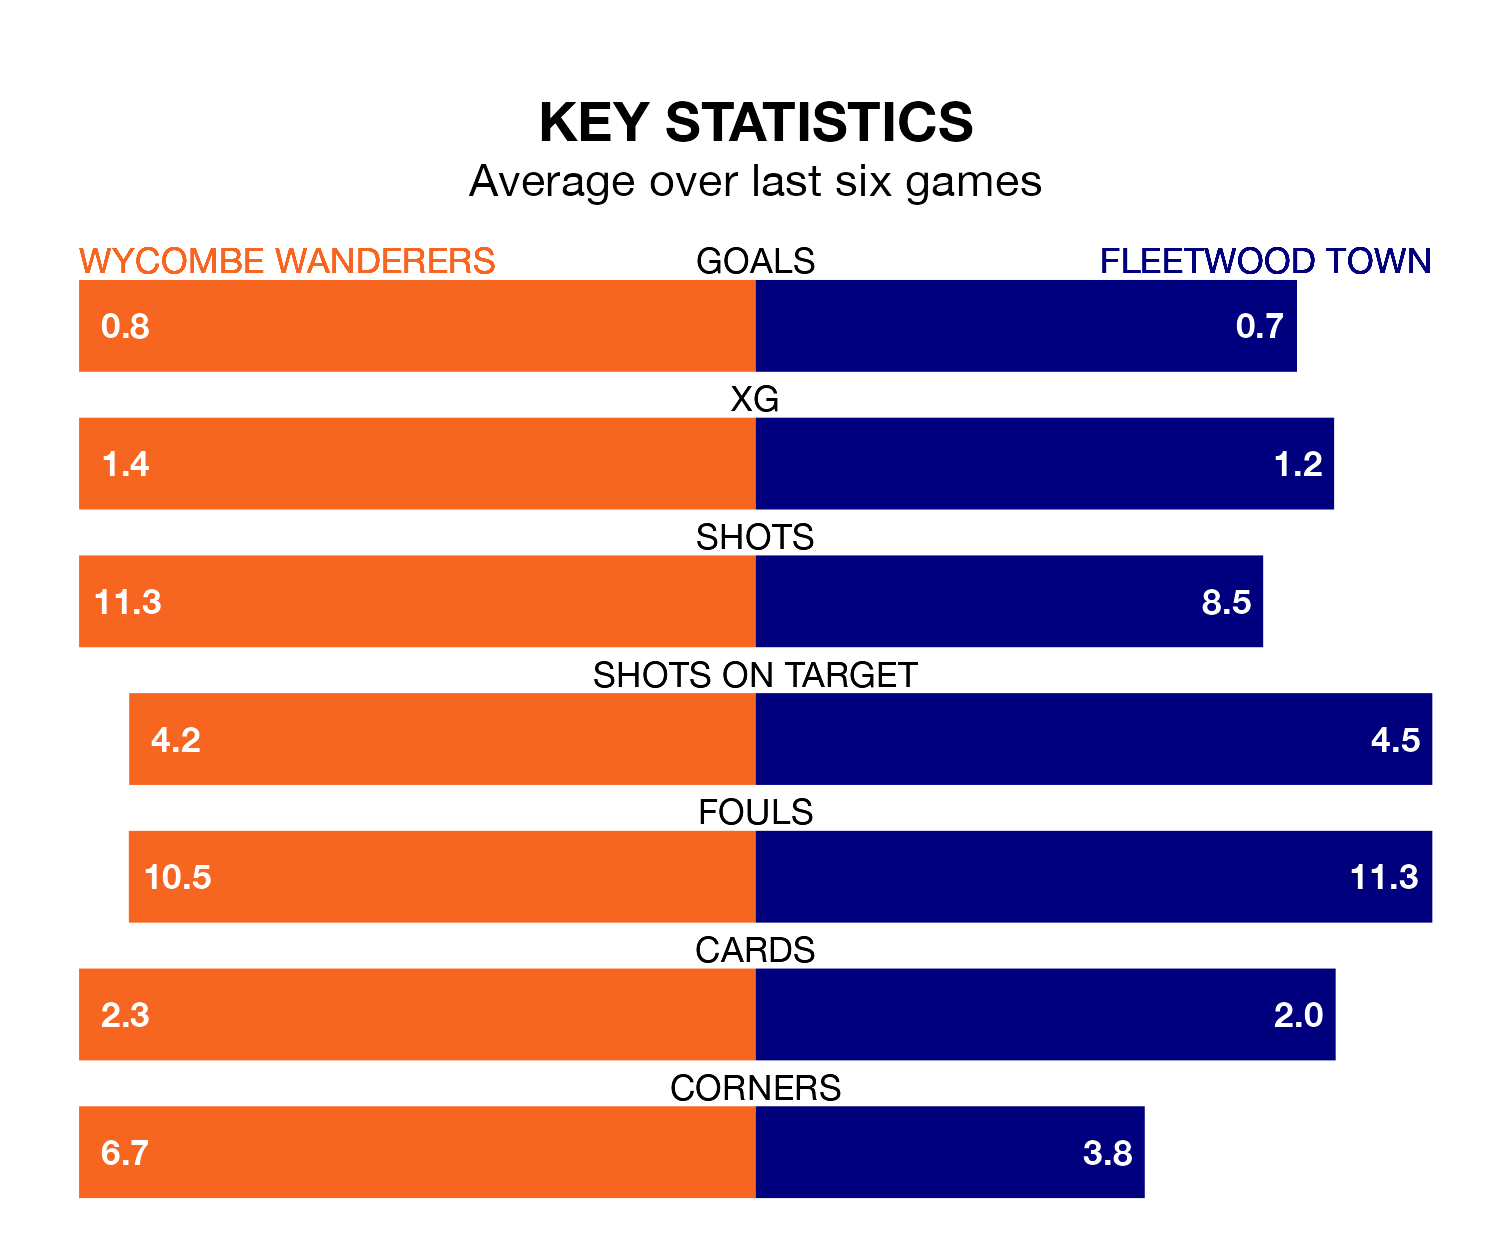 KEY STATISTICS
Average over last six games
WYCOMBE WANDERERS GOALS FLEETWOOD TOWN
0.8 0.7
XG
1.4 1.2
SHOTS
11.3 8.5
SHOTS ON TARGET
4.2 4.5
FOULS
10.5 11.3
CARDS
2.3 2.0
CORNERS
6.7 3.8